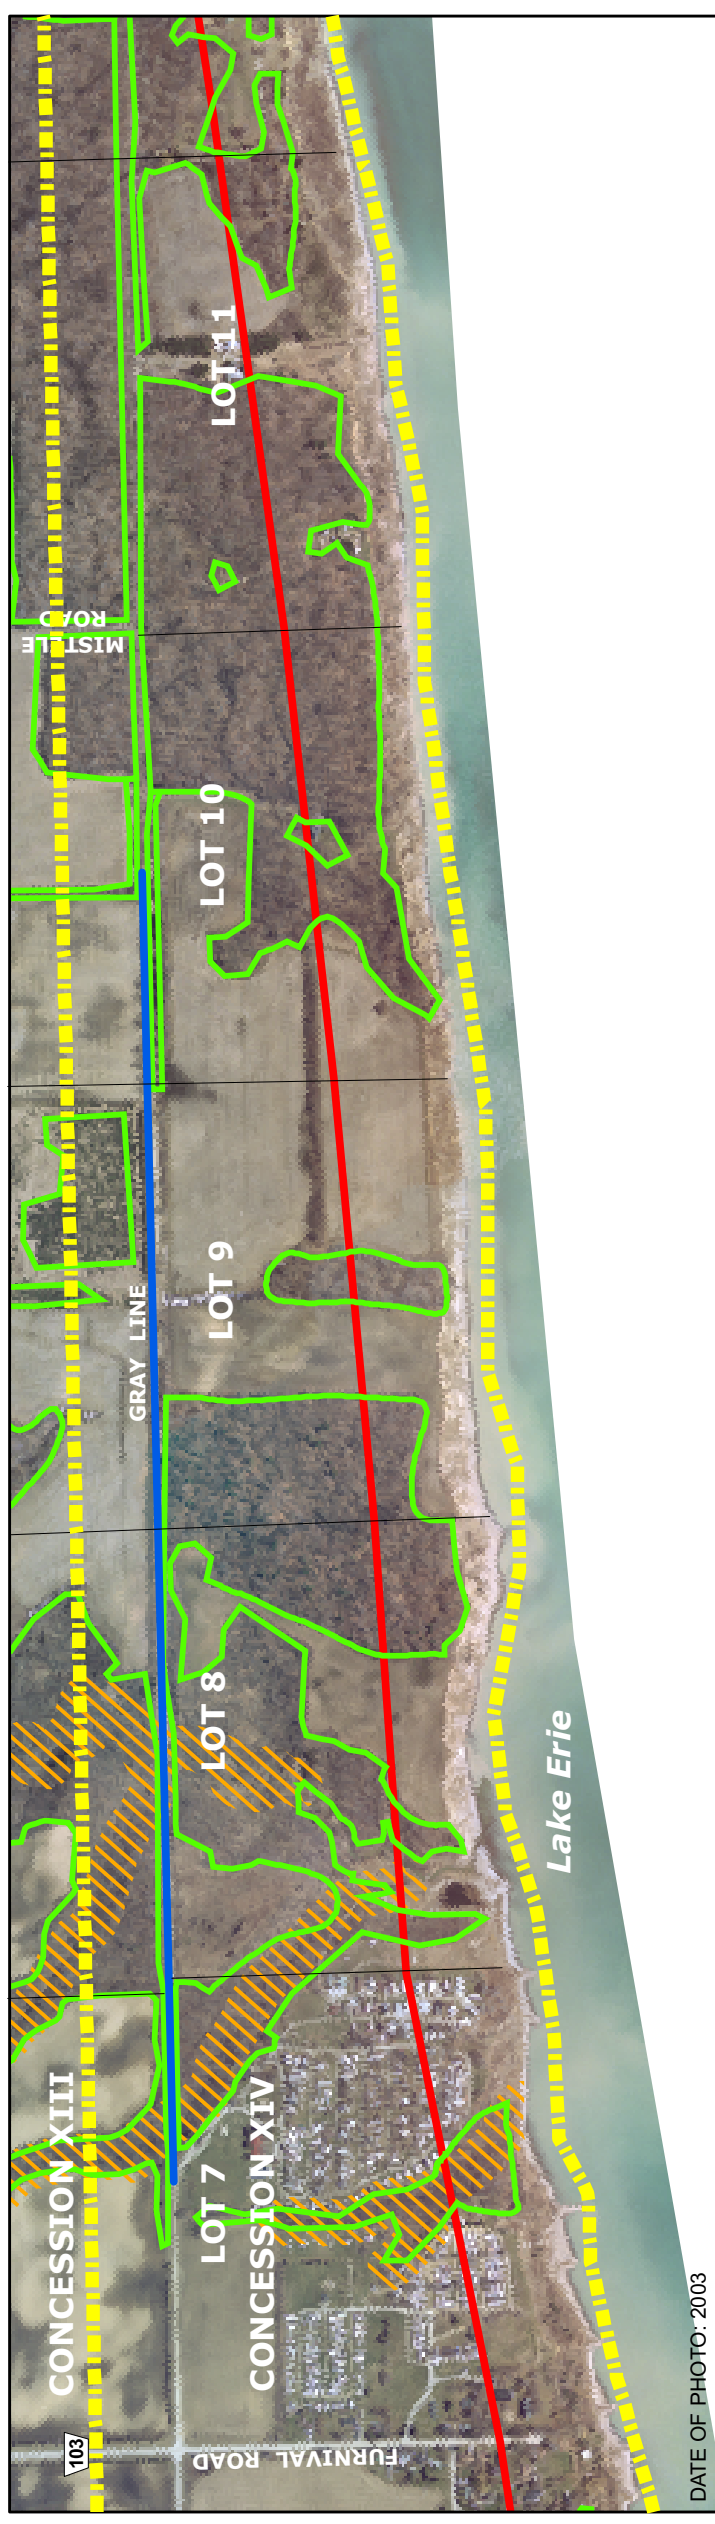 LOT 11
MISTELE
ROAD
LOT 10
LOT 9
GRAY LINE
LOT 8
Lake Erie
CONCESSION XIII
LOT 7
CONCESSION XIV
103
FURNIVAL ROAD
DATE OF PHOTO: 2003